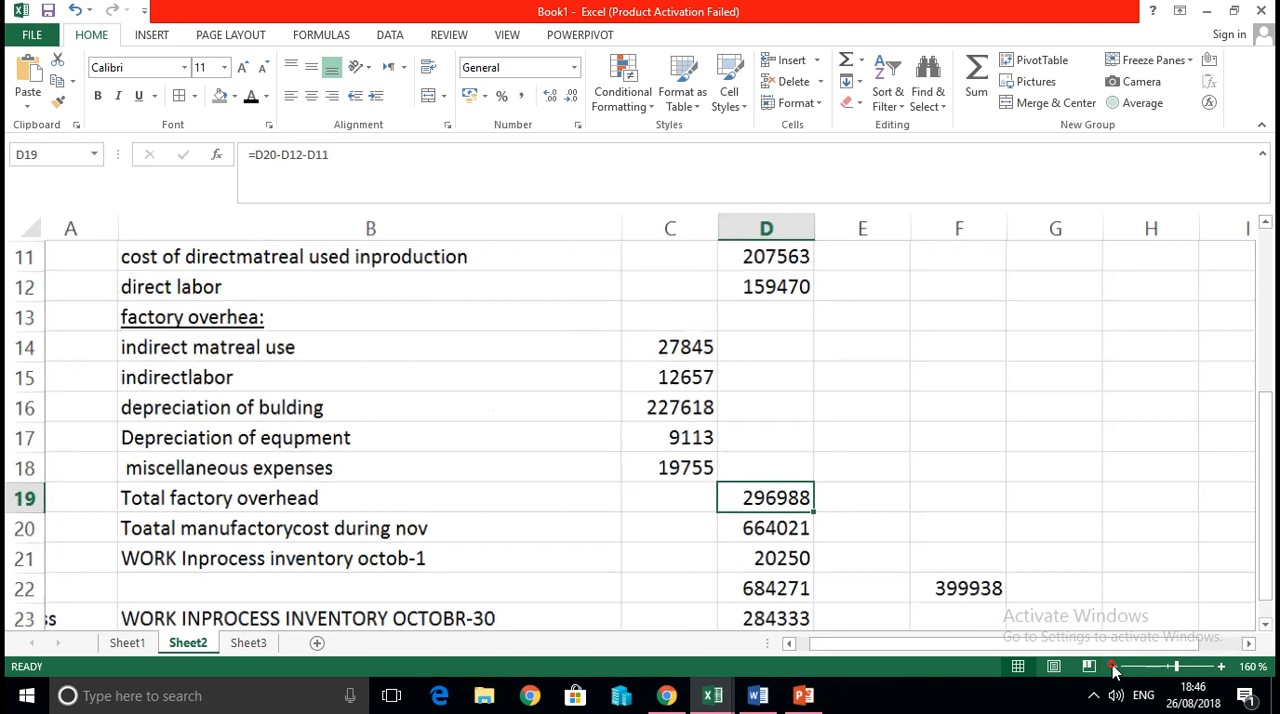 Book1 - Excel (Product Activation Failed)
FILE HOME INSERT PAGE LAYOUT FORMULAS DATA REVIEW VIEW POWERPIVOT Sign in
Paste
Clipboard
Calibri 11
B I U A
Font
Alignment
General
%
Number
Conditional Formatting
Format as Table
Cell Styles
Styles
Insert
Delete
Format
Cells
Sort & Filter
Find & Select
Editing
Sum
PivotTable
Pictures
Merge & Center
Freeze Panes
Camera
Average
New Group
D19 fx =D20-D12-D11
A B C D E F G H I
11 cost of directmatreal used inproduction 207563
12 direct labor 159470
13 factory overhea:
14 indirect matreal use 27845
15 indirectlabor 12657
16 depreciation of bulding 227618
17 Depreciation of equpment 9113
18 miscellaneous expenses 19755
19 Total factory overhead 296988
20 Toatal manufactorycost during nov 664021
21 WORK Inprocess inventory octob-1 20250
22 684271 399938
23 ss WORK INPROCESS INVENTORY OCTOBR-30 284333
Activate Windows
Go to Settings to activate Windows.
Sheet1 Sheet2 Sheet3
READY 160 %
Type here to search
ENG
18:46
26/08/2018